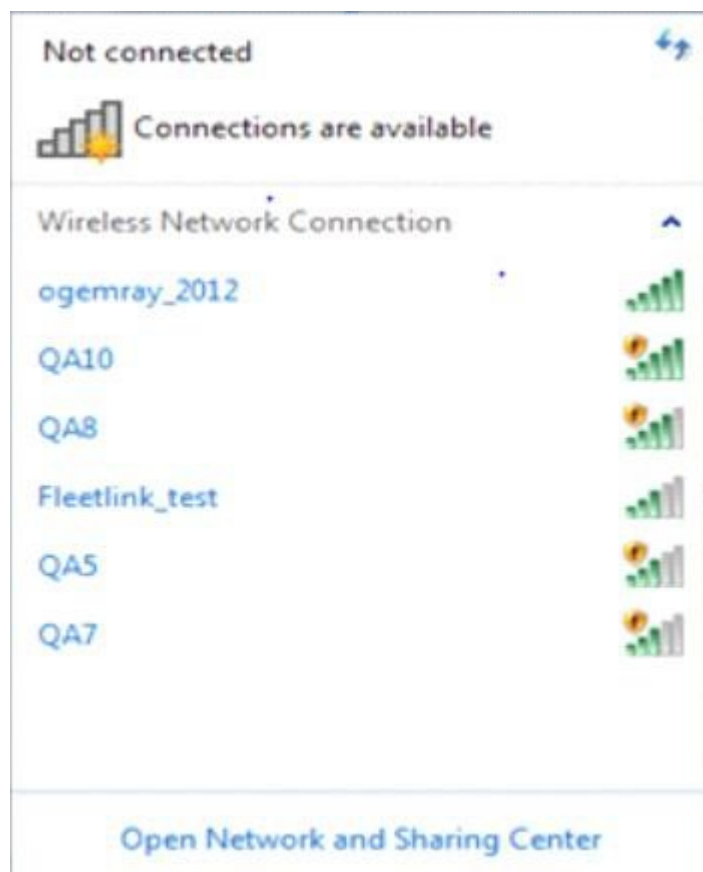 Not connected
Connections are available
Wireless Network Connection
ogemray_2012
QA10
QA8
Fleetlink_test
QA5
QA7
Open Network and Sharing Center